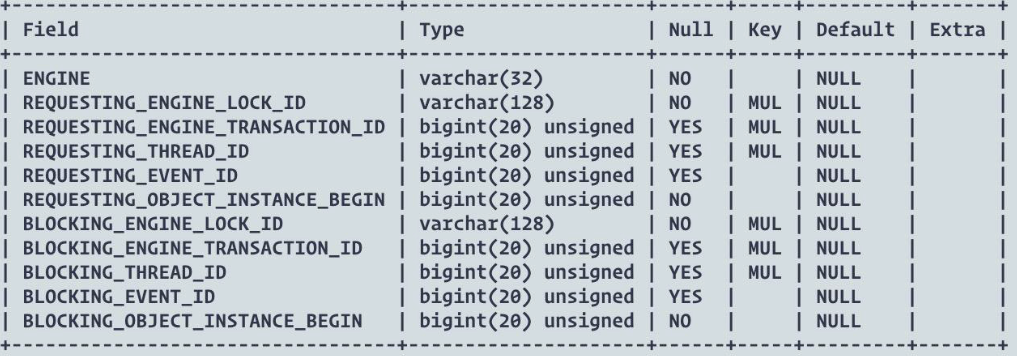 +------------------------------------+---------------------+------+-----+---------+-------+
| Field                              | Type                | Null | Key | Default | Extra |
+------------------------------------+---------------------+------+-----+---------+-------+
| ENGINE                             | varchar(32)         | NO   |     | NULL    |       |
| REQUESTING_ENGINE_LOCK_ID          | varchar(128)        | NO   | MUL | NULL    |       |
| REQUESTING_ENGINE_TRANSACTION_ID   | bigint(20) unsigned | YES  | MUL | NULL    |       |
| REQUESTING_THREAD_ID               | bigint(20) unsigned | YES  | MUL | NULL    |       |
| REQUESTING_EVENT_ID                | bigint(20) unsigned | YES  |     | NULL    |       |
| REQUESTING_OBJECT_INSTANCE_BEGIN   | bigint(20) unsigned | NO   |     | NULL    |       |
| BLOCKING_ENGINE_LOCK_ID            | varchar(128)        | NO   | MUL | NULL    |       |
| BLOCKING_ENGINE_TRANSACTION_ID     | bigint(20) unsigned | YES  | MUL | NULL    |       |
| BLOCKING_THREAD_ID                 | bigint(20) unsigned | YES  | MUL | NULL    |       |
| BLOCKING_EVENT_ID                  | bigint(20) unsigned | YES  |     | NULL    |       |
| BLOCKING_OBJECT_INSTANCE_BEGIN     | bigint(20) unsigned | NO   |     | NULL    |       |
+------------------------------------+---------------------+------+-----+---------+-------+